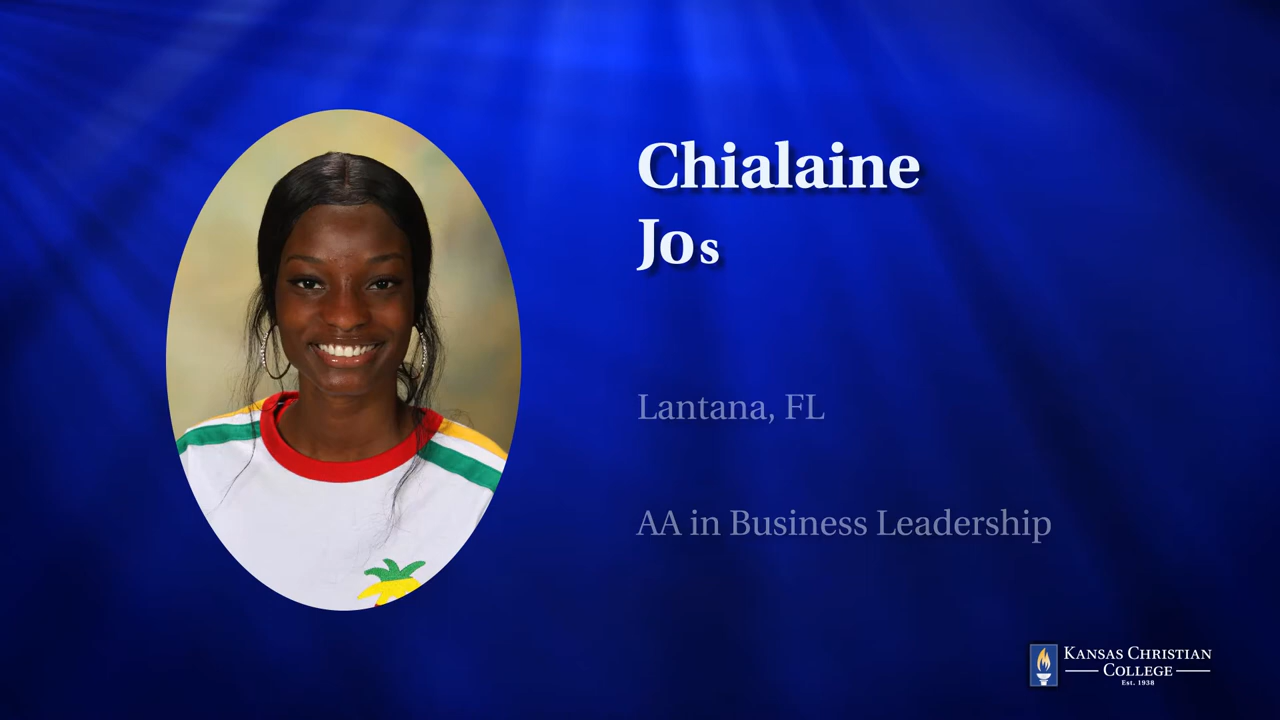 Chialaine
Jos
Lantana, FL
AA in Business Leadership
KANSAS CHRISTIAN
COLLEGE
Est. 1938